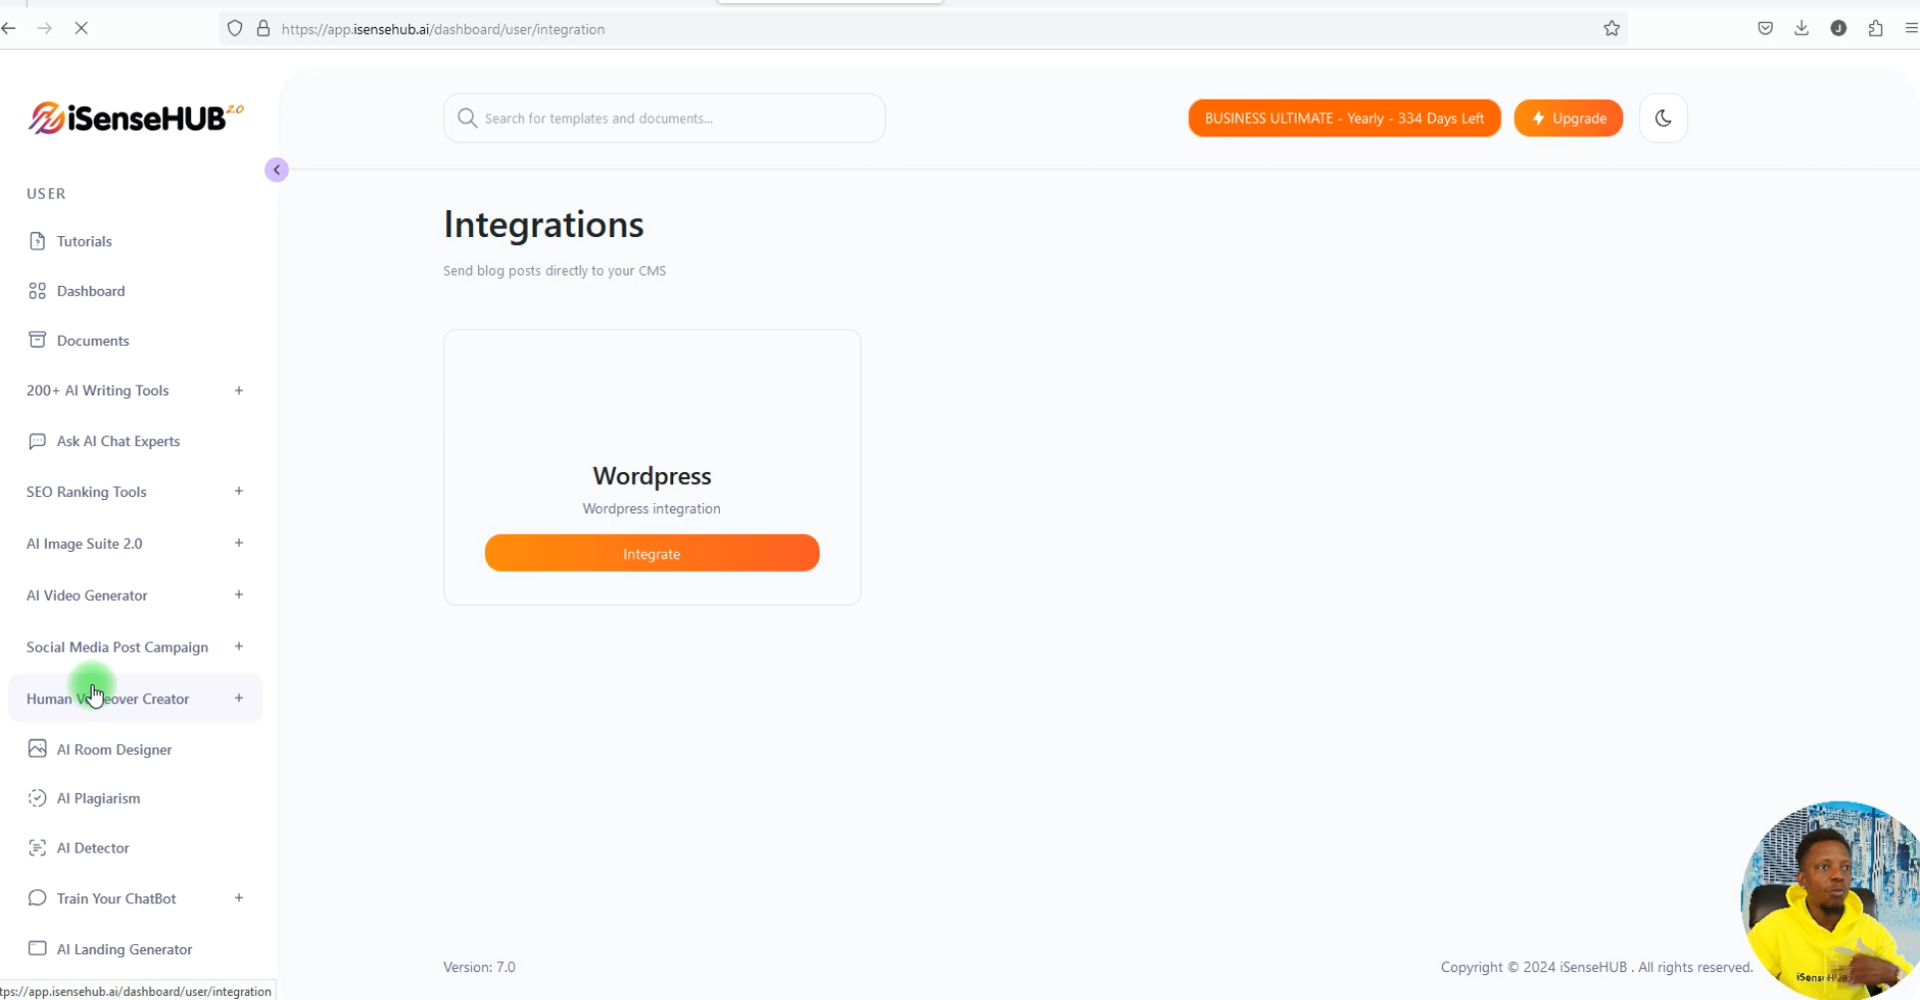 https://app.isensehub.ai/dashboard/user/integration
J
iSenseHUB 2.0
Search for templates and documents...
BUSINESS ULTIMATE - Yearly - 334 Days Left
Upgrade
USER
Tutorials
Dashboard
Documents
200+ AI Writing Tools +
Ask AI Chat Experts
SEO Ranking Tools +
AI Image Suite 2.0 +
AI Video Generator +
Social Media Post Campaign +
Human Voiceover Creator +
AI Room Designer
AI Plagiarism
AI Detector
Train Your ChatBot +
AI Landing Generator
Integrations
Send blog posts directly to your CMS
Wordpress
Wordpress integration
Integrate
Version: 7.0
Copyright © 2024 iSenseHUB . All rights reserved.
tps://app.isensehub.ai/dashboard/user/integration